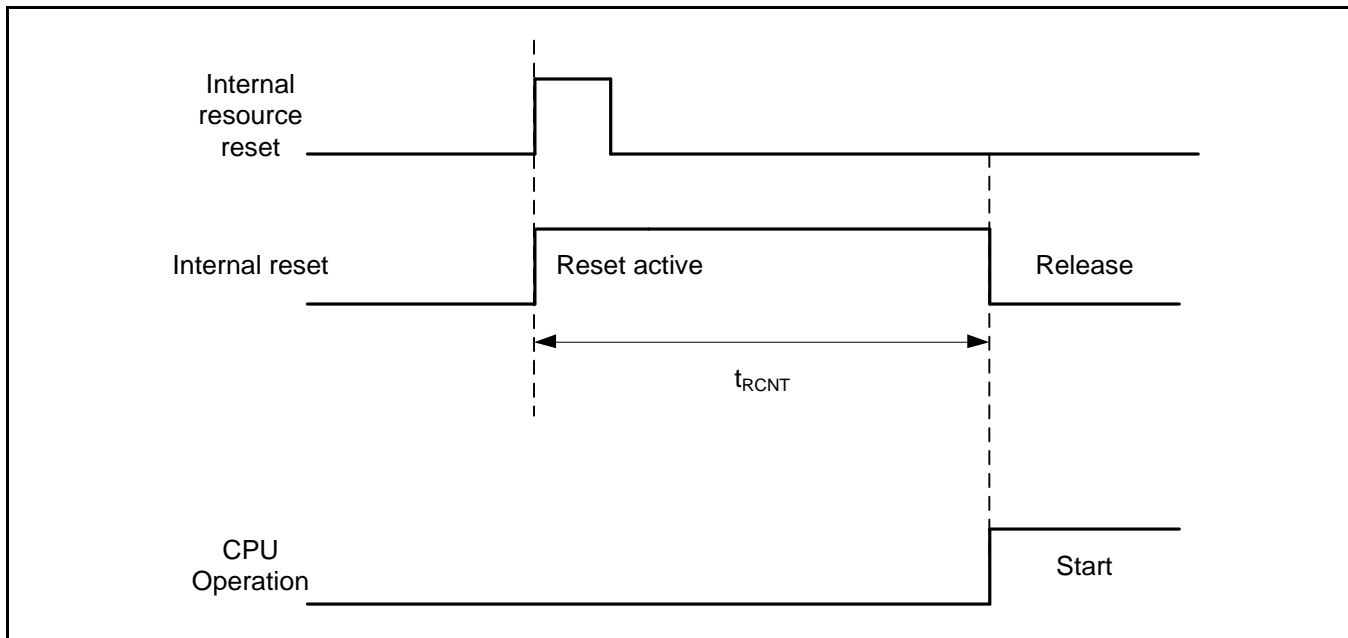 Internal
resource
reset
Internal reset
Reset active
Release
tRCNT
CPU
Operation
Start